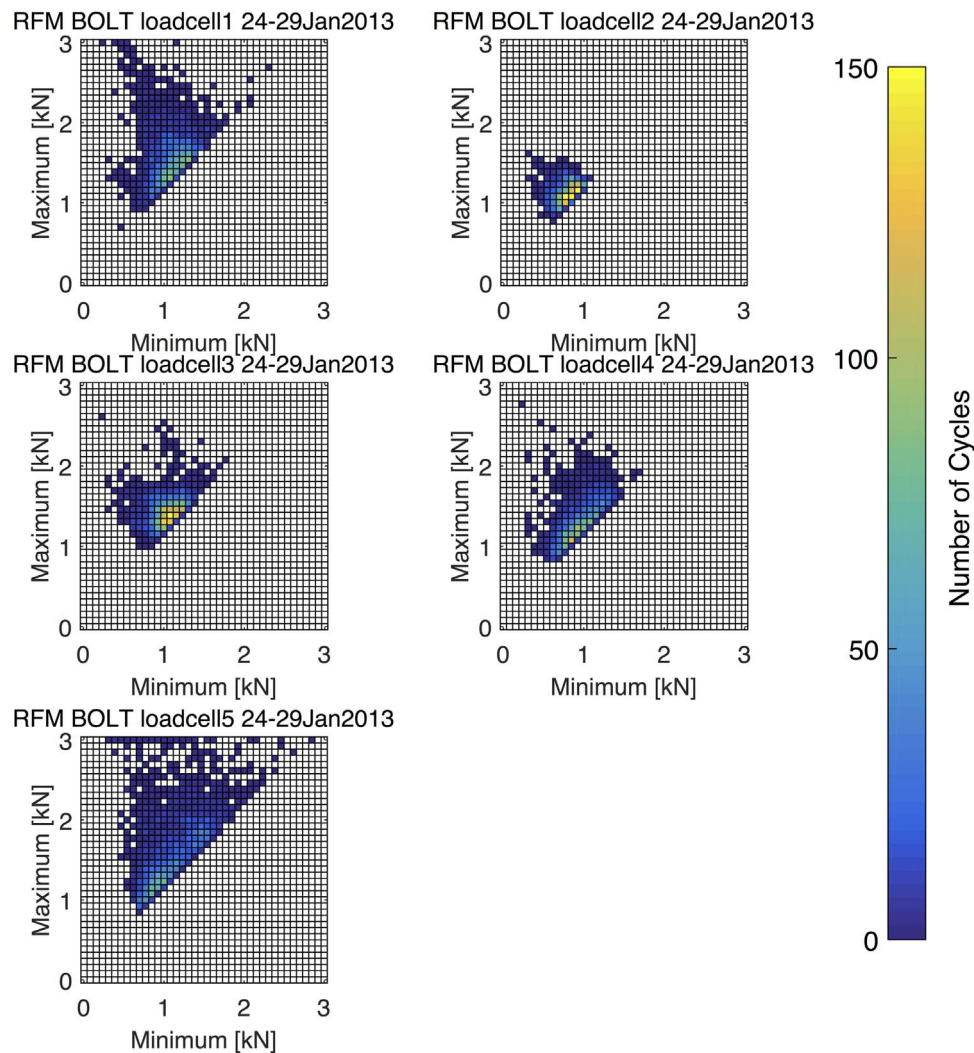 RFM BOLT loadcell1 24-29Jan2013
RFM BOLT loadcell2 24-29Jan2013
3
2
1
0
Maximum [kN]
0 1 2 3
Minimum [kN]
3
2
1
0
Maximum [kN]
0 1 2 3
Minimum [kN]
RFM BOLT loadcell3 24-29Jan2013
RFM BOLT loadcell4 24-29Jan2013
3
2
1
0
Maximum [kN]
0 1 2 3
Minimum [kN]
3
2
1
0
Maximum [kN]
0 1 2 3
Minimum [kN]
RFM BOLT loadcell5 24-29Jan2013
3
2
1
0
Maximum [kN]
0 1 2 3
Minimum [kN]
150
100
50
0
Number of Cycles